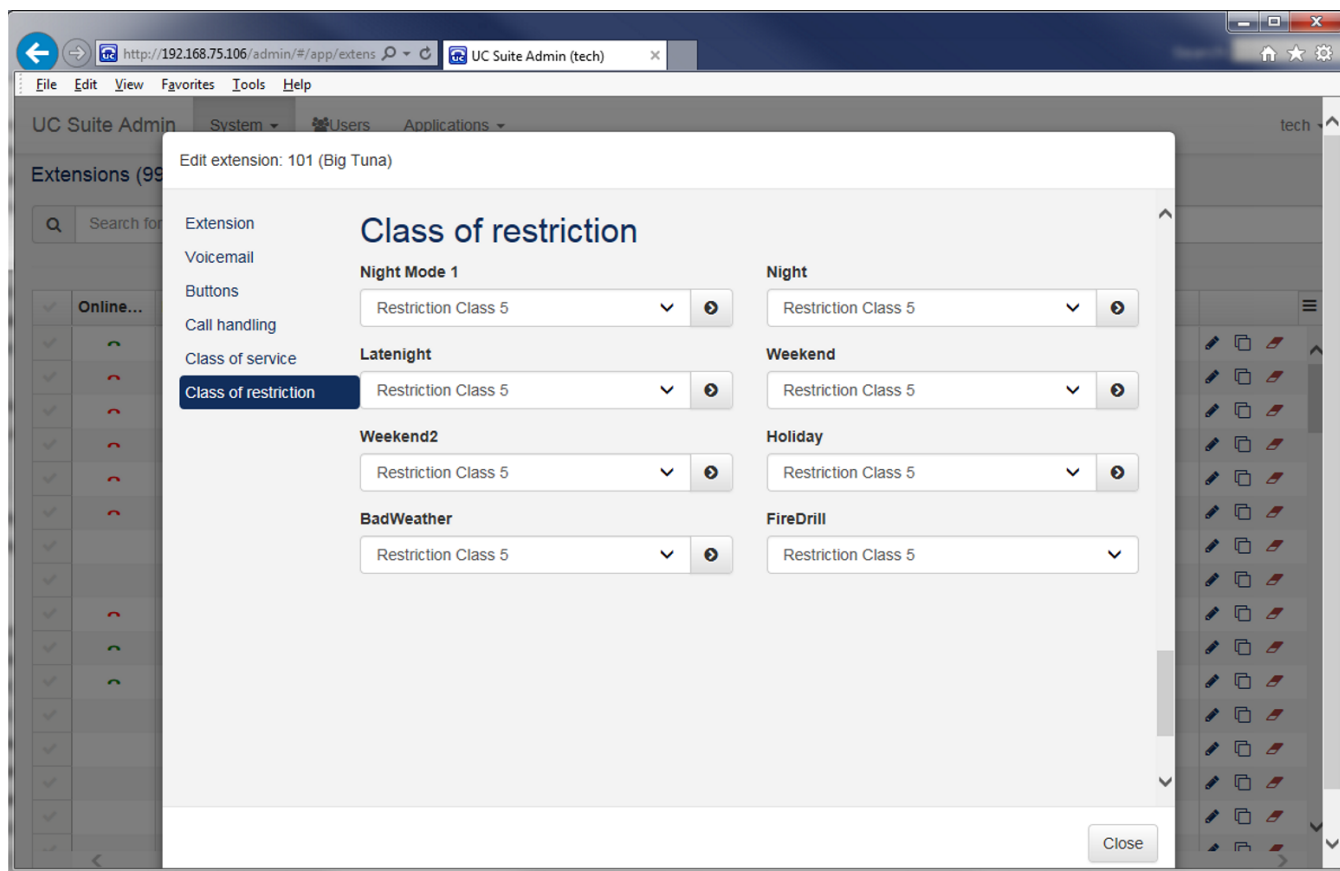 http://192.168.75.106/admin/#/app/extens
UC Suite Admin (tech)
File Edit View Favorites Tools Help
UC Suite Admin System Users Applications tech
Edit extension: 101 (Big Tuna)
Extensions (99
Search for
Online...
Extension
Voicemail
Buttons
Call handling
Class of service
Class of restriction
Class of restriction
Night Mode 1 Night
Restriction Class 5 Restriction Class 5
Latenight Weekend
Restriction Class 5 Restriction Class 5
Weekend2 Holiday
Restriction Class 5 Restriction Class 5
BadWeather FireDrill
Restriction Class 5 Restriction Class 5
Close